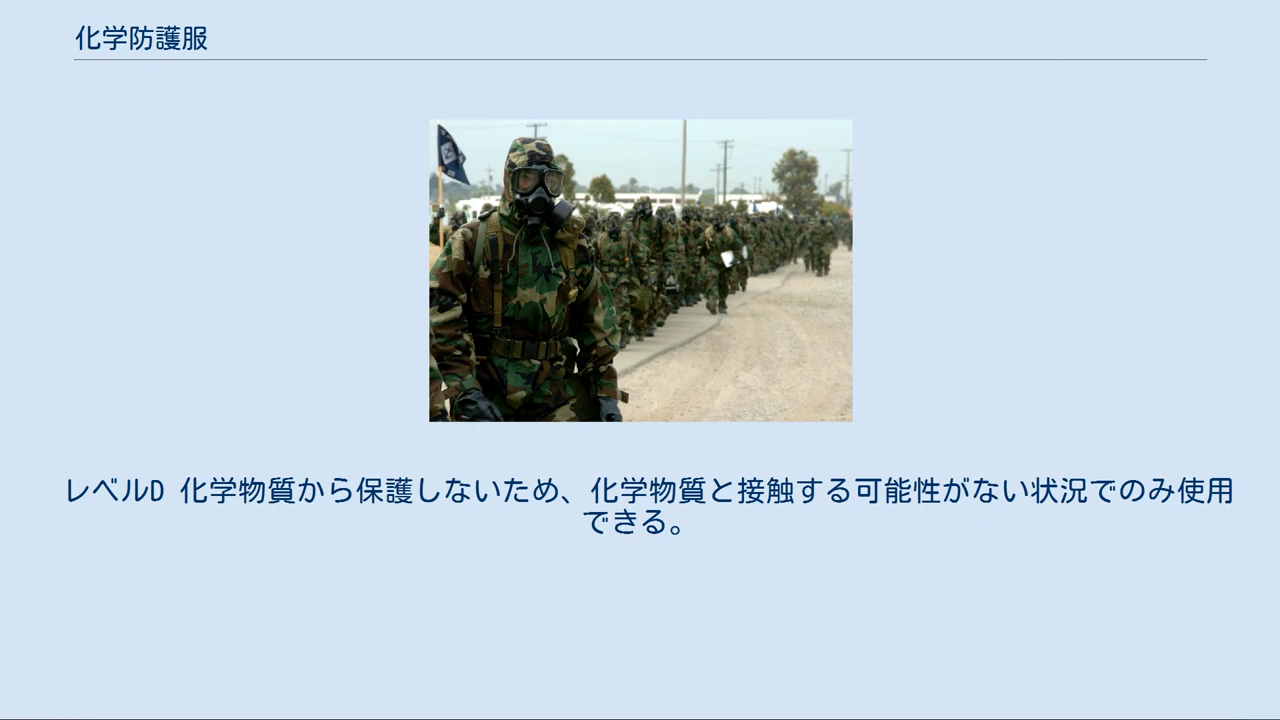 化学防護服
レベルD 化学物質から保護しないため、化学物質と接触する可能性がない状況でのみ使用
できる。